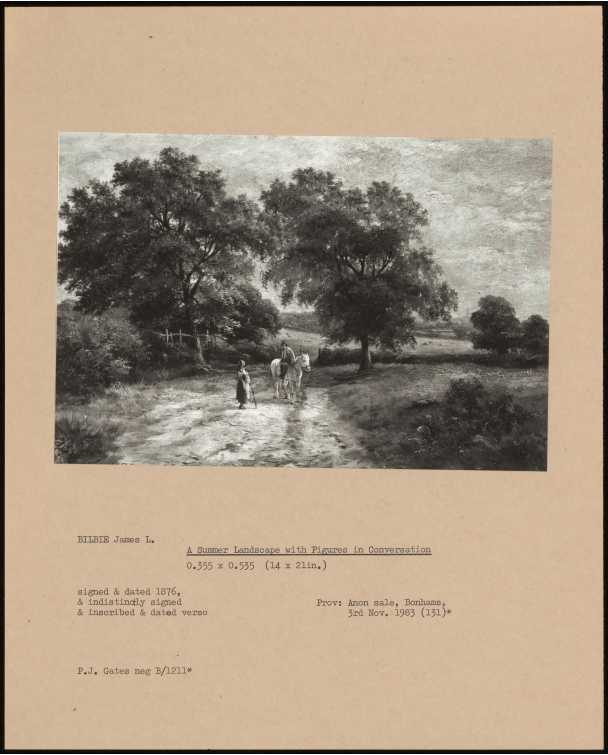 BILBIE James L.
A Summer Landscape with Figures in Conversation
0.355 x 0.535 (14 x 21in.)
signed & dated 1876,
& indistinctly signed
& inscribed & dated verso
Prov: Anon sale, Bonhams,
3rd Nov. 1983 (131)*
P.J. Gates neg B/1211*